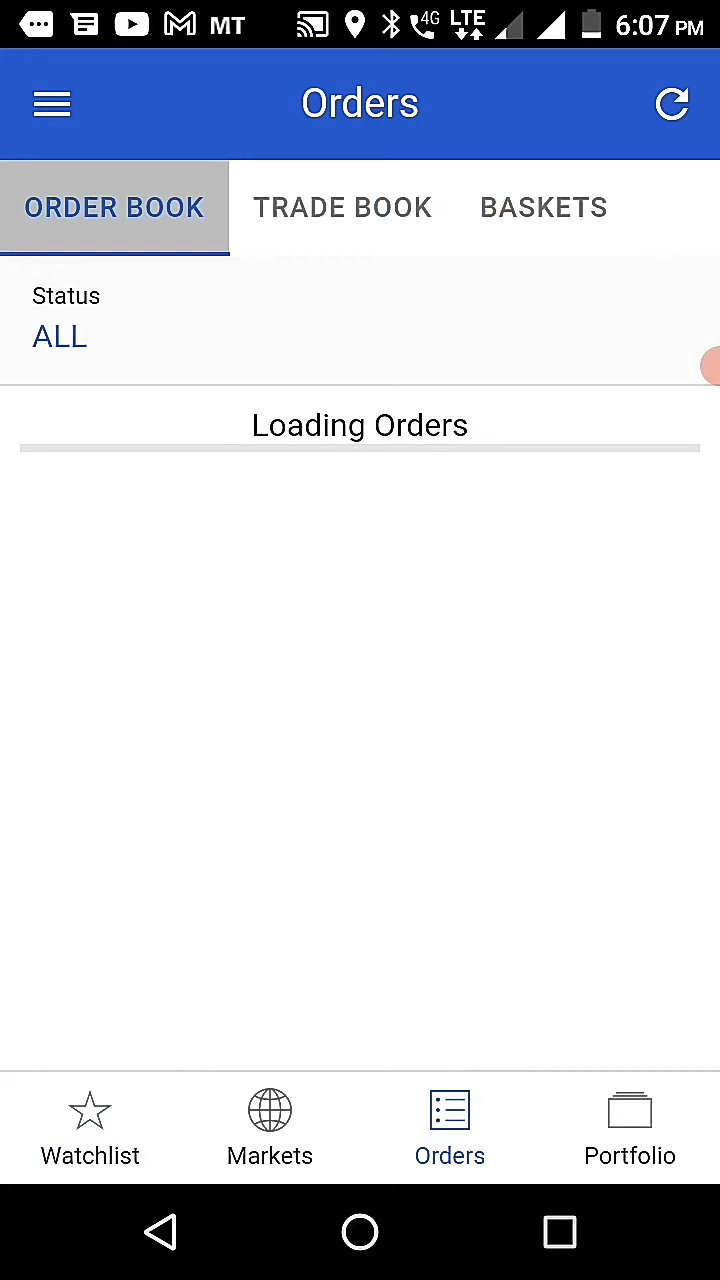 MT 4G LTE 6:07 PM
Orders
ORDER BOOK TRADE BOOK BASKETS
Status
ALL
Loading Orders
Watchlist Markets Orders Portfolio